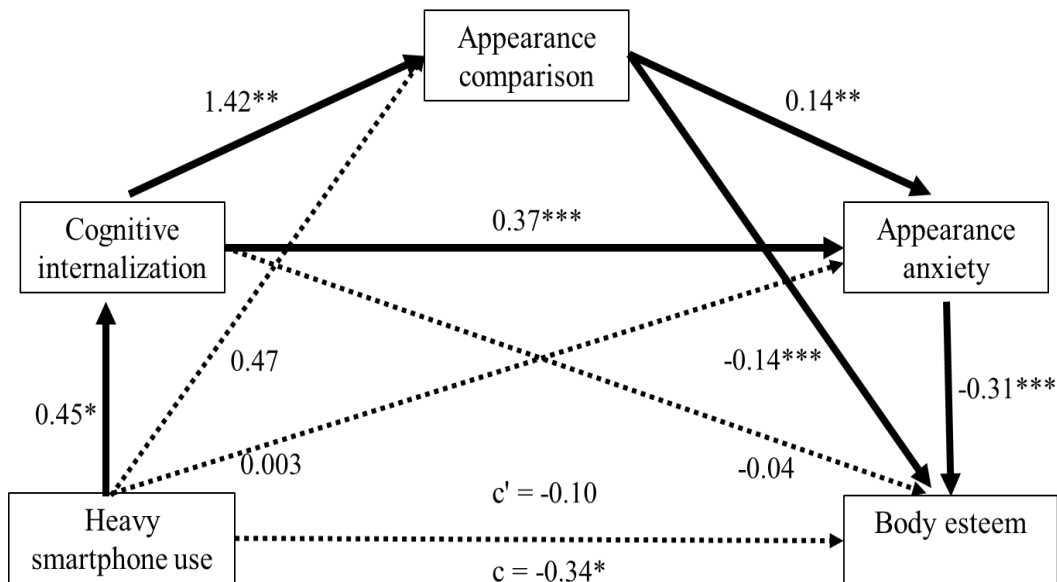 Appearance
comparison
1.42**
0.14**
Cognitive
internalization
0.37***
Appearance
anxiety
0.47
-0.14***
0.45*
-0.31***
0.003
-0.04
c' = -0.10
Heavy
smartphone use
Body esteem
c = -0.34*